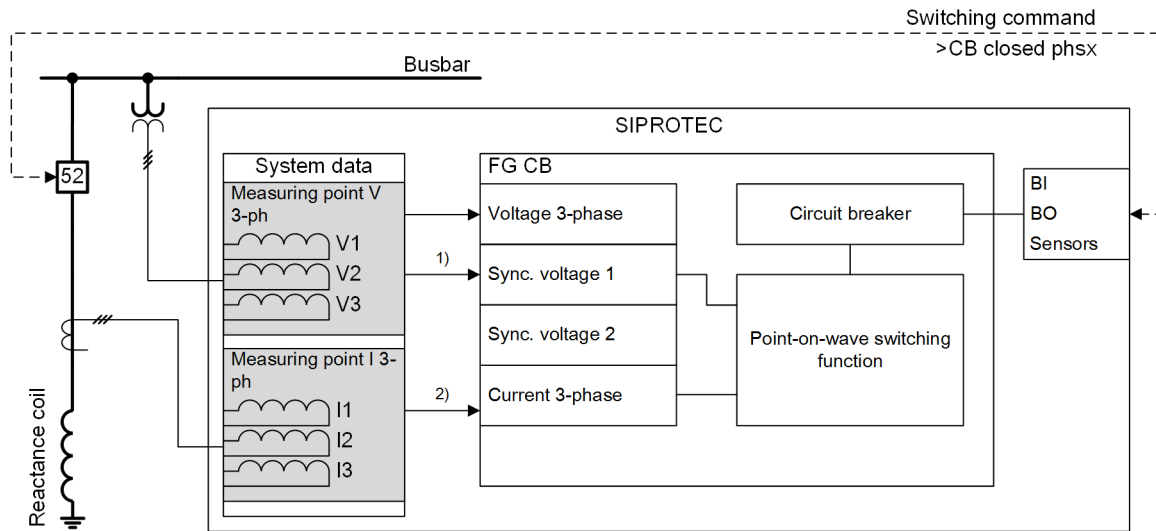 Switching command
>CB closed phsx
Busbar
SIPROTEC
52
System data
Measuring point V
3-ph
V1
V2
V3
Measuring point I 3-
ph
I1
I2
I3
1)
2)
FG CB
Voltage 3-phase
Sync. voltage 1
Sync. voltage 2
Current 3-phase
Circuit breaker
Point-on-wave switching
function
BI
BO
Sensors
Reactance coil